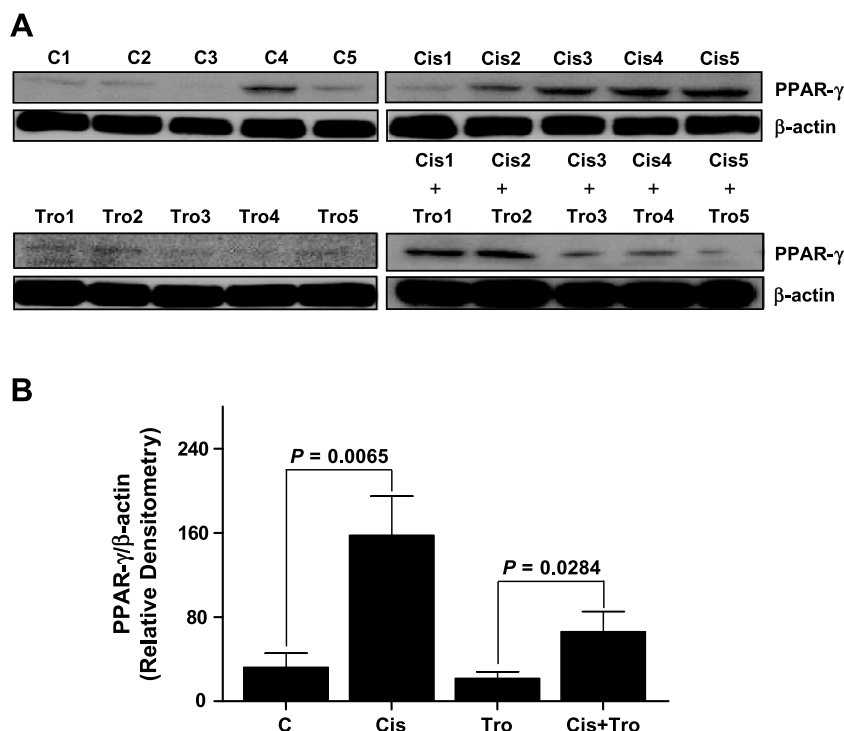 A
C1 C2 C3 C4 C5 Cis1 Cis2 Cis3 Cis4 Cis5
PPAR-γ
β-actin
Cis1 Cis2 Cis3 Cis4 Cis5
+ + + + +
Tro1 Tro2 Tro3 Tro4 Tro5 Tro1 Tro2 Tro3 Tro4 Tro5
PPAR-γ
β-actin
B
PPAR-γ/β-actin
(Relative Densitometry)
240
160
80
0
P = 0.0065
P = 0.0284
C Cis Tro Cis+Tro